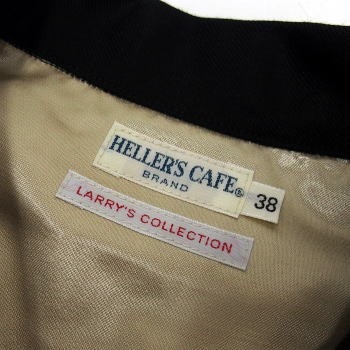 HELLER'S CAFE®
BRAND
38
LARRY'S COLLECTION